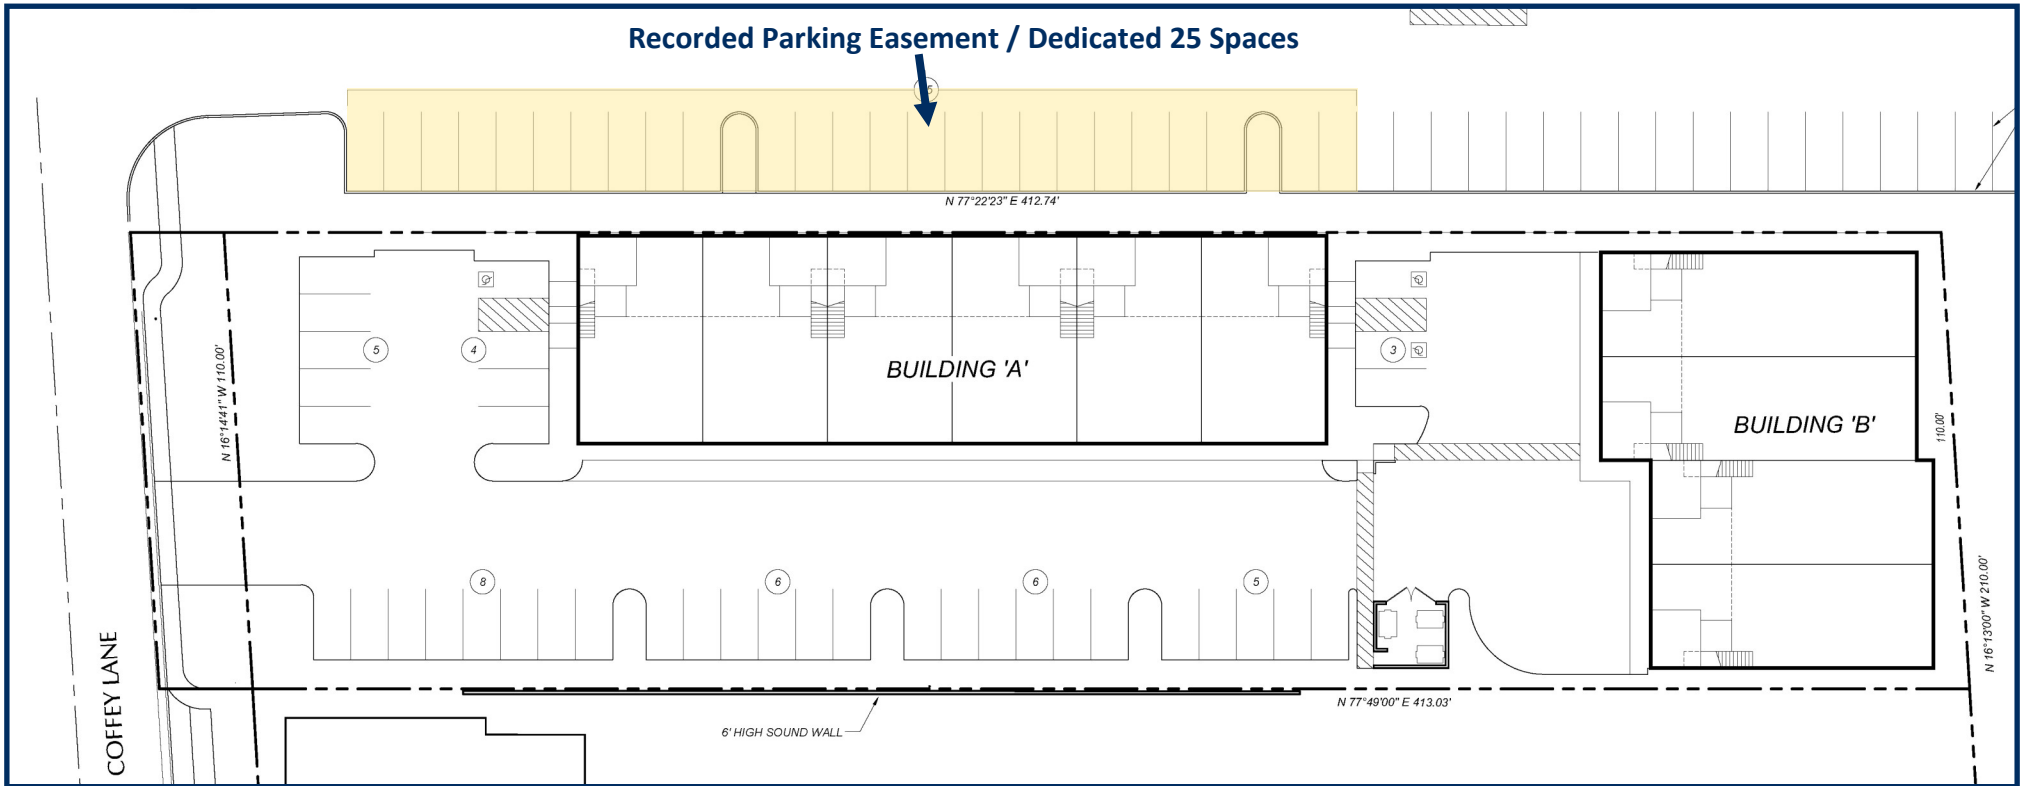 Recorded Parking Easement / Dedicated 25 Spaces
N 77°22'23" E 412.74'
N 16°14'41" W 110.00'
5
4
BUILDING 'A'
3
BUILDING 'B'
110.00'
8
6
6
5
N 16°13'00" W 210.00'
COFFEY LANE
6' HIGH SOUND WALL
N 77°49'00" E 413.03'